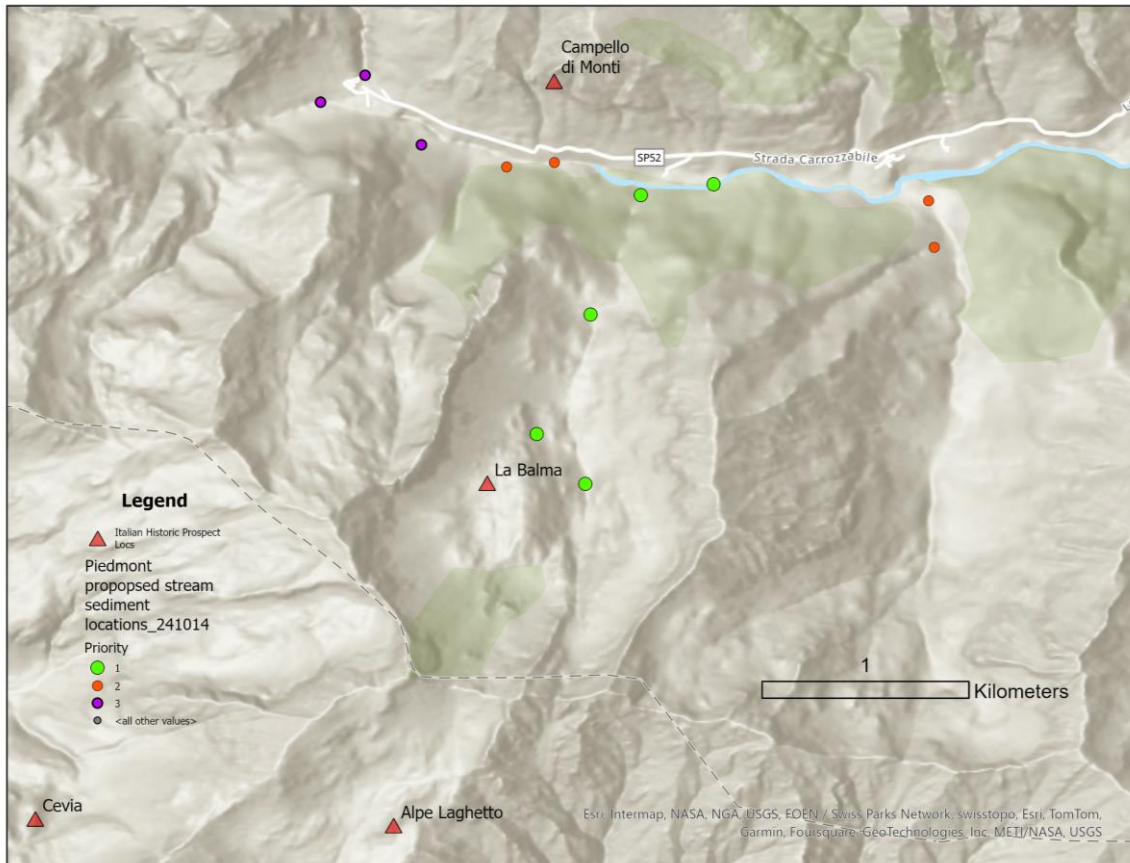 Campello
di Monti
SP52
Strada Carrozzabile
La Balma
Legend
Italian Historic Prospect
Locs
Piedmont
propopsed stream
sediment
locations_241014
Priority
1
2
3
<all other values>
1
Kilometers
Cevia
Alpe Laghetto
Esri, Intermap, NASA, NGA, USGS, FOEN / Swiss Parks Network, swisstopo, Esri, TomTom,
Garmin, Foursquare, GeoTechnologies, Inc, METI/NASA, USGS